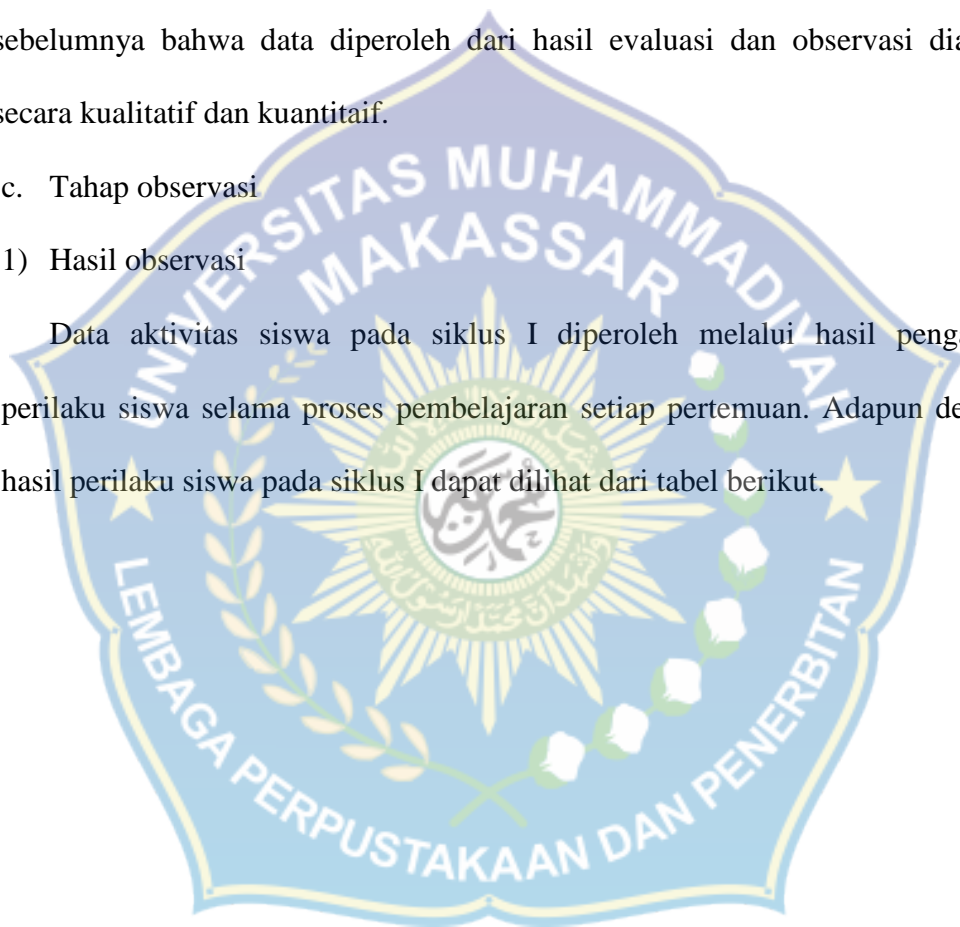 sebelumnya bahwa data diperoleh dari hasil evaluasi dan observasi dia
secara kualitatif dan kuantitaif.
c. Tahap observasi
1) Hasil observasi
Data aktivitas siswa pada siklus I diperoleh melalui hasil penga
perilaku siswa selama proses pembelajaran setiap pertemuan. Adapun de
hasil perilaku siswa pada siklus I dapat dilihat dari tabel berikut.
UNIVERSITAS MUHAMMADIYAH
MAKASSAR
LEMBAGA PERPUSTAKAAN DAN PENERBITAN